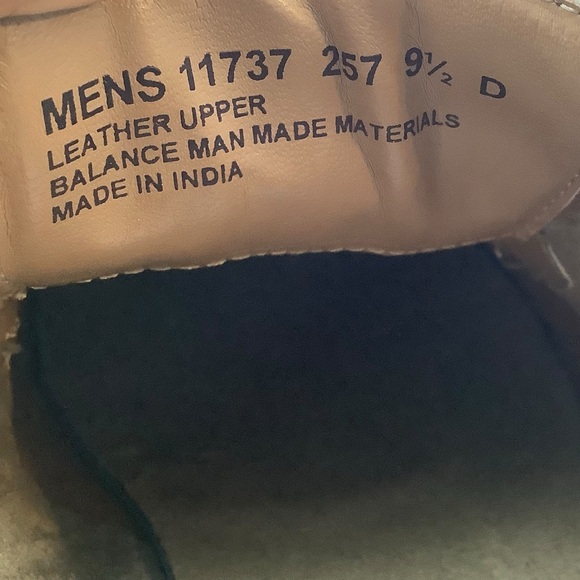 MENS 11737 257 9½ D
LEATHER UPPER
BALANCE MAN MADE MATERIALS
MADE IN INDIA